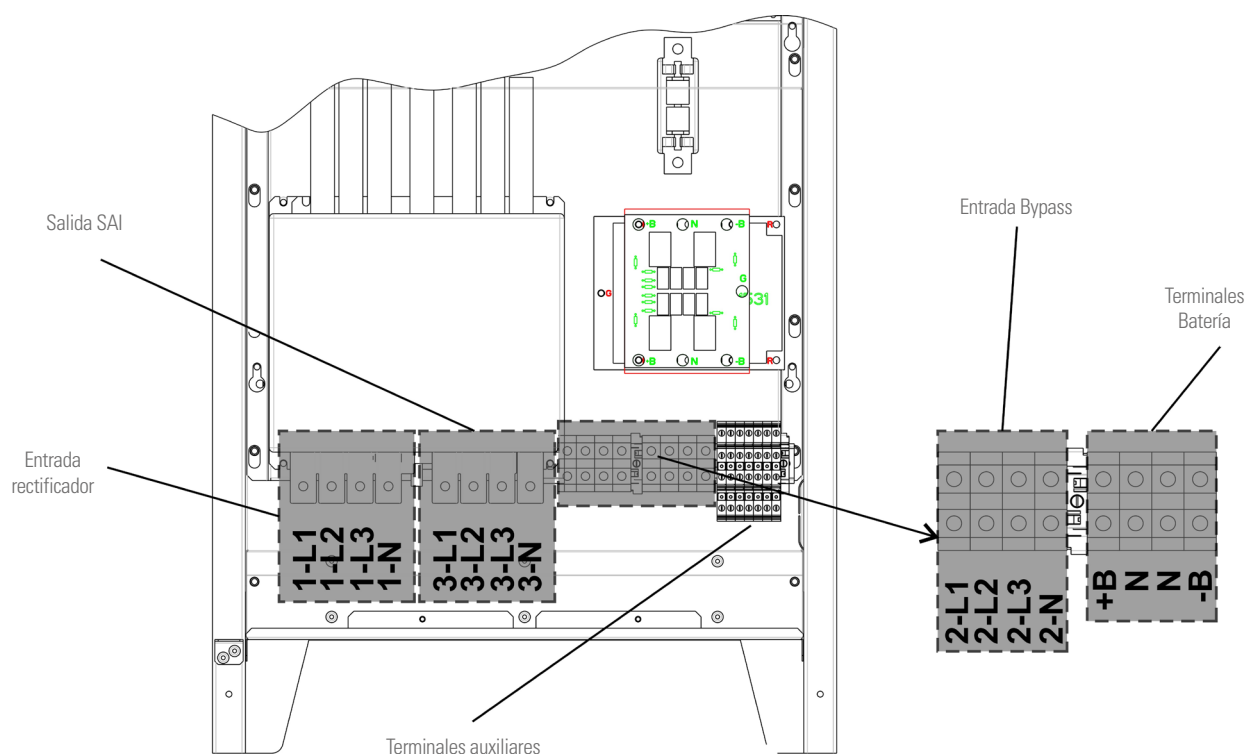 Salida SAI
Entrada Bypass
Terminales
Batería
Entrada
rectificador
Terminales auxiliares
+B N -B R
G
G
+B N -B R
1-L1
1-L2
1-L3
1-N
3-L1
3-L2
3-L3
3-N
2-L1
2-L2
2-L3
2-N
+B
N
N
-B